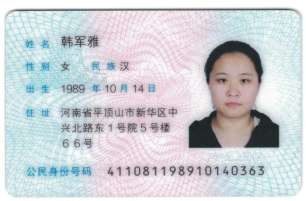 姓名 韩军雅
性别 女 民族 汉
出生 1989 年 10 月 14 日
住址 河南省平顶山市新华区中
兴北路东1号院5号楼
66号
公民身份号码 411081198910140363